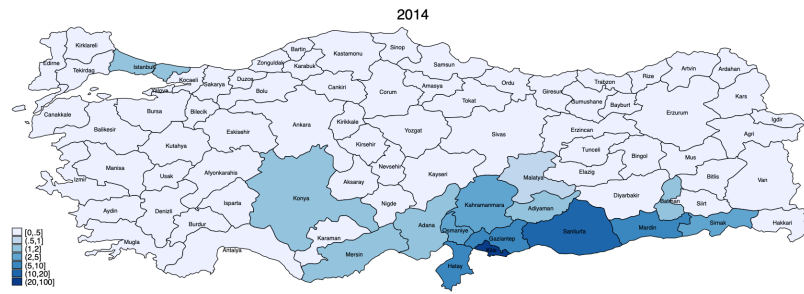 2014
Kirklareli
Edirne
Tekirdag
Istanbul
Kocaeli
Yalova
Sakarya
Duzce
Zonguldak
Bartin
Karabuk
Kastamonu
Sinop
Samsun
Bolu
Cankiri
Corum
Amasya
Tokat
Ordu
Giresun
Trabzon
Gumushane
Bayburt
Rize
Artvin
Ardahan
Kars
Igdir
Canakkale
Balikesir
Bursa
Bilecik
Eskisehir
Ankara
Kirikkale
Yozgat
Sivas
Erzincan
Erzurum
Agri
Kutahya
Kirsehir
Tunceli
Bingol
Mus
Manisa
Izmir
Usak
Afyonkarahis
Aksaray
Nevsehir
Kayseri
Malatya
Elazig
Diyarbakir
Bitlis
Van
Aydin
Denizli
Isparta
Burdur
Konya
Nigde
Kahramanmara
Adiyaman
Batman
Siirt
Hakkari
Mugla
Antalya
Karaman
Mersin
Adana
Osmaniye
Gaziantep
Sanliurfa
Mardin
Sirnak
Hatay
[0,.5]
(.5,1]
(1,2]
(2,5]
(5,10]
(10,20]
(20,100]